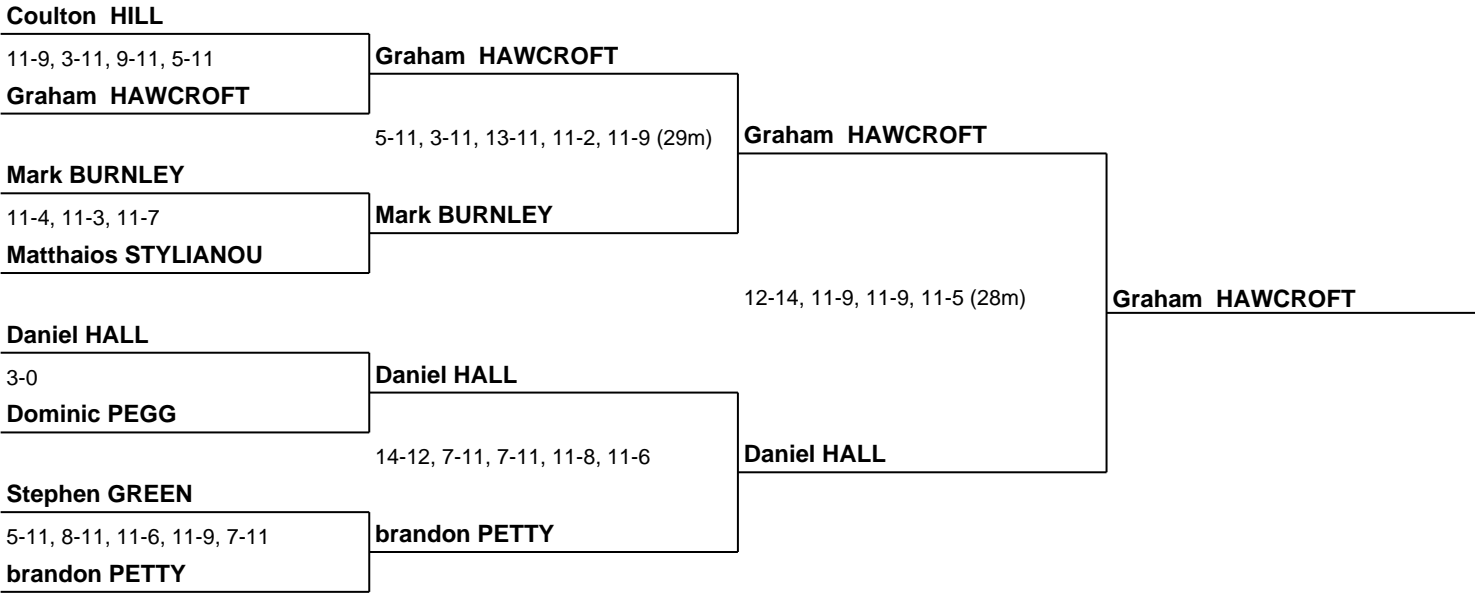 Coulton  HILL
11-9, 3-11, 9-11, 5-11
Graham  HAWCROFT
Mark BURNLEY
11-4, 11-3, 11-7
Matthaios STYLIANOU
Daniel HALL
3-0
Dominic PEGG
Stephen GREEN
5-11, 8-11, 11-6, 11-9, 7-11
brandon PETTY
Graham  HAWCROFT
5-11, 3-11, 13-11, 11-2, 11-9 (29m)
Mark BURNLEY
Daniel HALL
14-12, 7-11, 7-11, 11-8, 11-6
brandon PETTY
Graham  HAWCROFT
12-14, 11-9, 11-9, 11-5 (28m)
Daniel HALL
Graham  HAWCROFT